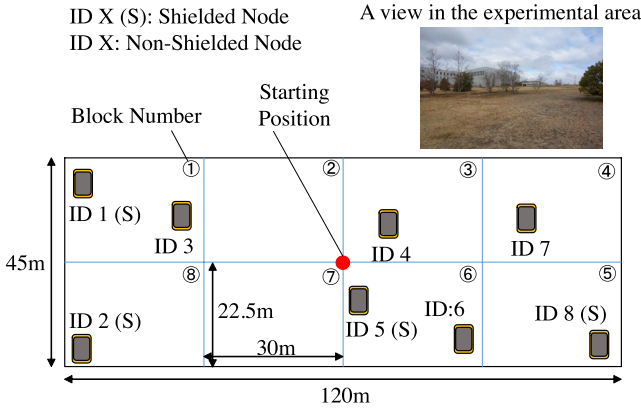 ID X (S): Shielded Node
ID X: Non-Shielded Node
A view in the experimental area
Block Number
Starting
Position
①
②
③
④
ID 1 (S)
ID 3
ID 4
ID 7
45m
⑧
⑦
⑥
⑤
ID 2 (S)
22.5m
30m
ID 5 (S)
ID:6
ID 8 (S)
120m